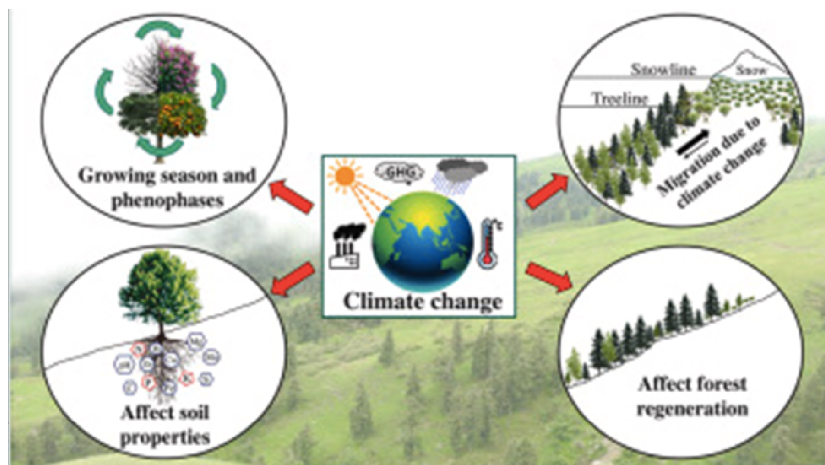 Growing season and
phenophases
Snowline
Snow
Treeline
Migration due to
climate change
GHG
Climate change
Affect soil
properties
Affect forest
regeneration